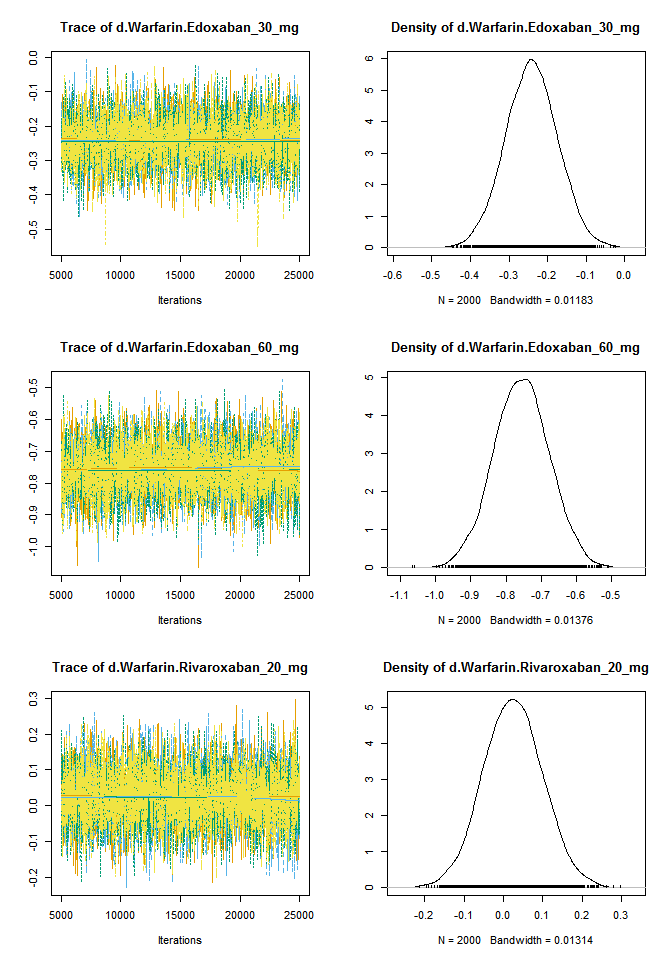 Trace of d.Warfarin.Edoxaban_30_mg
0.0
-0.1
-0.2
-0.3
-0.4
-0.5
5000 10000 15000 20000 25000
Iterations
Density of d.Warfarin.Edoxaban_30_mg
6
5
4
3
2
1
0
-0.6 -0.5 -0.4 -0.3 -0.2 -0.1 0.0
N = 2000 Bandwidth = 0.01183
Trace of d.Warfarin.Edoxaban_60_mg
-0.5
-0.6
-0.7
-0.8
-0.9
-1.0
5000 10000 15000 20000 25000
Iterations
Density of d.Warfarin.Edoxaban_60_mg
5
4
3
2
1
0
-1.1 -1.0 -0.9 -0.8 -0.7 -0.6 -0.5
N = 2000 Bandwidth = 0.01376
Trace of d.Warfarin.Rivaroxaban_20_mg
0.3
0.2
0.1
0.0
-0.1
-0.2
5000 10000 15000 20000 25000
Iterations
Density of d.Warfarin.Rivaroxaban_20_mg
5
4
3
2
1
0
-0.2 -0.1 0.0 0.1 0.2 0.3
N = 2000 Bandwidth = 0.01314